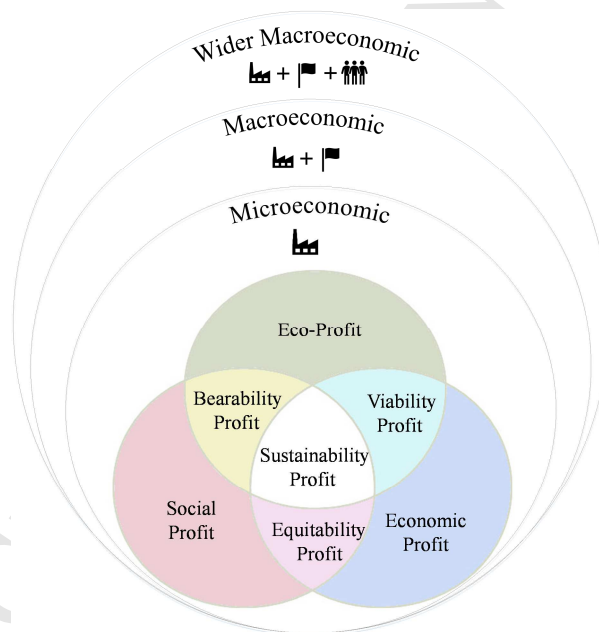 Wider Macroeconomic
+ +
Macroeconomic
+
Microeconomic
Eco-Profit
Bearability
Profit
Viability
Profit
Sustainability
Profit
Social
Profit
Equitability
Profit
Economic
Profit